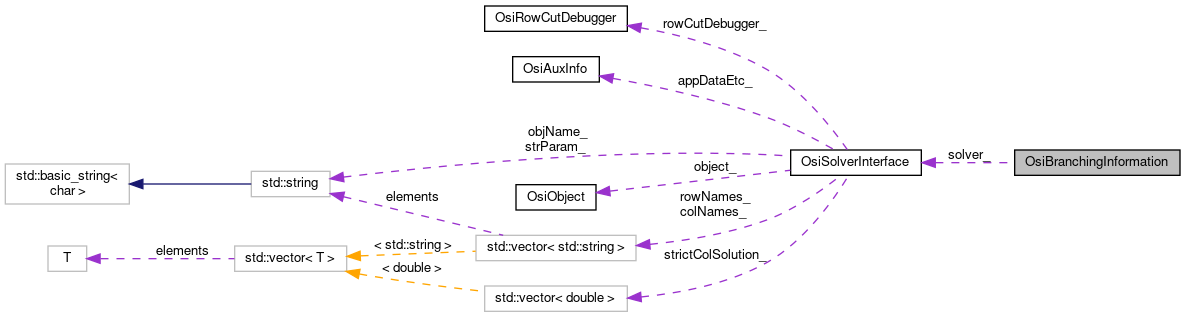 OsiRowCutDebugger
rowCutDebugger_
OsiAuxInfo
appDataEtc_
objName_
strParam_
std::basic_string<
char >
std::string
OsiSolverInterface
solver_
OsiBranchingInformation
object_
OsiObject
elements
rowNames_
colNames_
std::vector< std::string >
< std::string >
T
elements
std::vector< T >
< double >
strictColSolution_
std::vector< double >